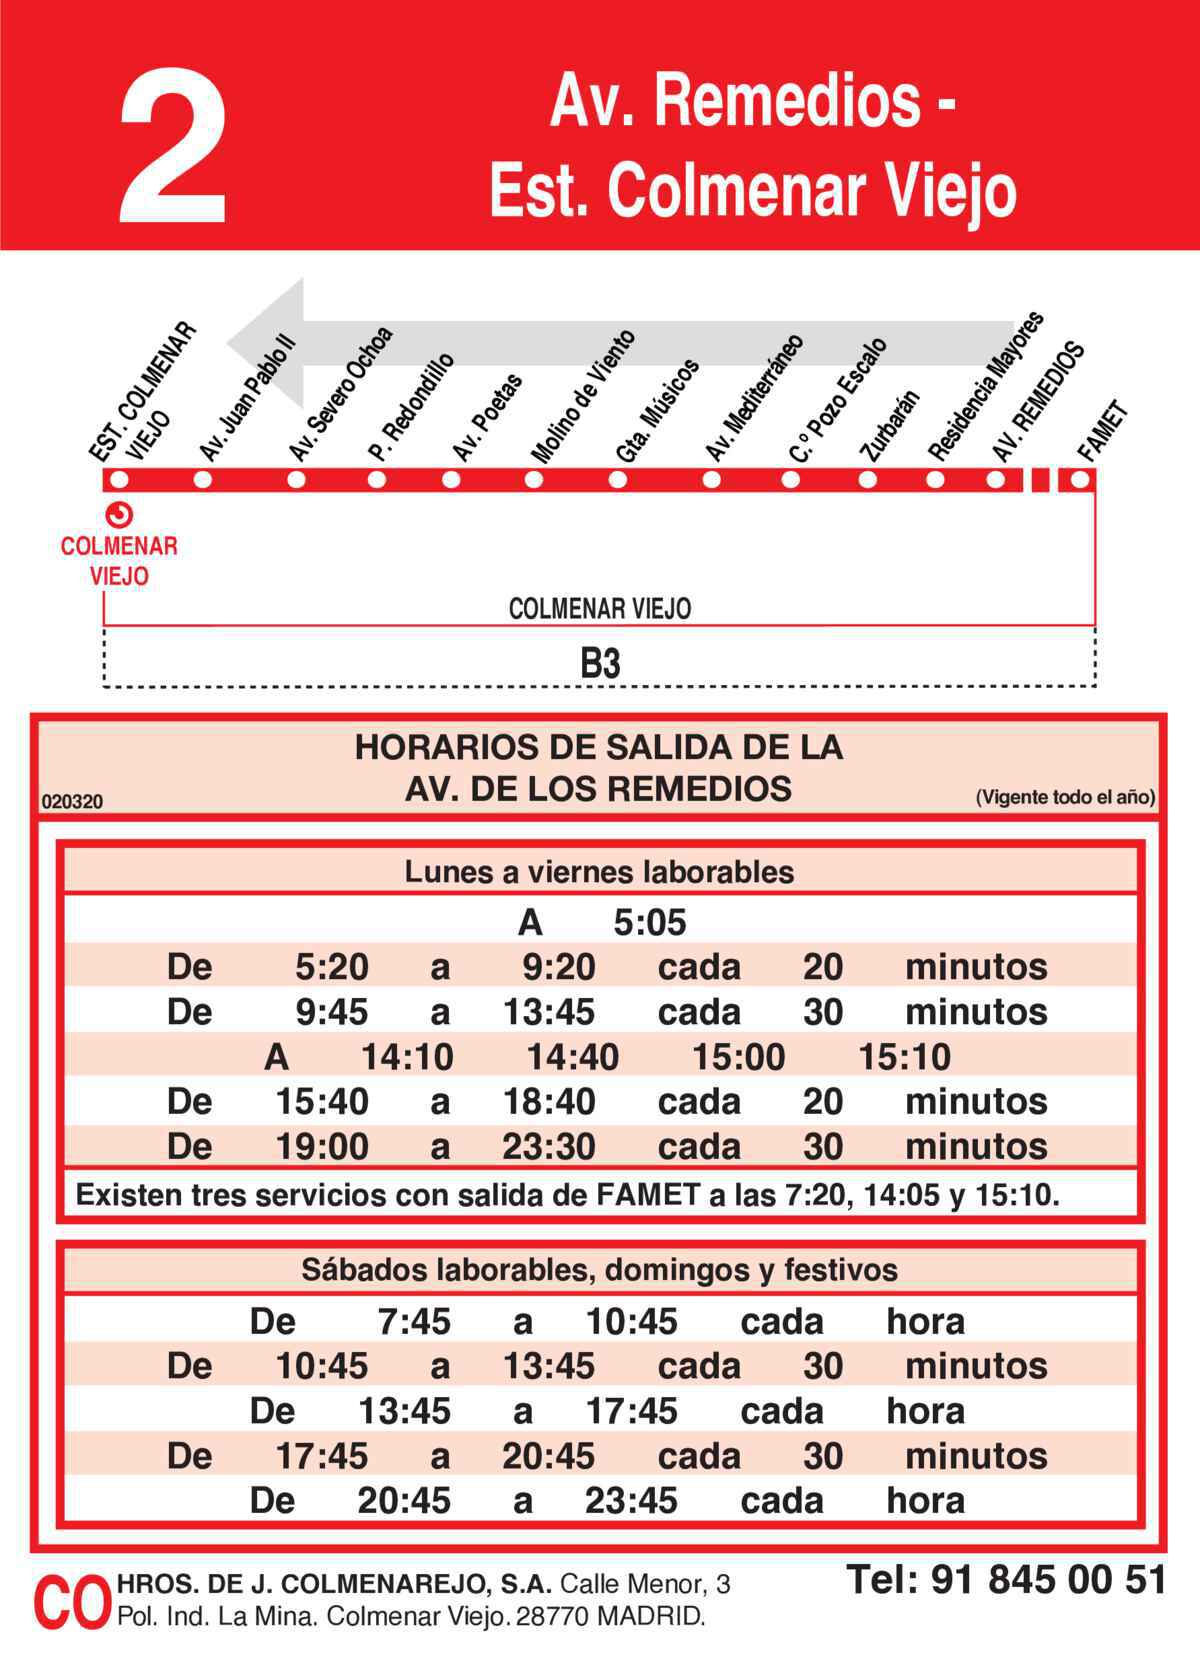 2
Av. Remedios -
Est. Colmenar Viejo
EST. COLMENAR
VIEJO
Av. Juan Pablo II
Av. Severo Ochoa
P. Redondillo
Av. Poetas
Molino de Viento
Gta. Músicos
Av. Mediterráneo
C.º Pozo Escalo
Zurbarán
Residencia Mayores
AV. REMEDIOS
FAMET
COLMENAR
VIEJO
COLMENAR VIEJO
B3
HORARIOS DE SALIDA DE LA
AV. DE LOS REMEDIOS
020320
(Vigente todo el año)
Lunes a viernes laborables
A 5:05
De 5:20 a 9:20 cada 20 minutos
De 9:45 a 13:45 cada 30 minutos
A 14:10 14:40 15:00 15:10
De 15:40 a 18:40 cada 20 minutos
De 19:00 a 23:30 cada 30 minutos
Existen tres servicios con salida de FAMET a las 7:20, 14:05 y 15:10.
Sábados laborables, domingos y festivos
De 7:45 a 10:45 cada hora
De 10:45 a 13:45 cada 30 minutos
De 13:45 a 17:45 cada hora
De 17:45 a 20:45 cada 30 minutos
De 20:45 a 23:45 cada hora
CO
HROS. DE J. COLMENAREJO, S.A. Calle Menor, 3
Pol. Ind. La Mina. Colmenar Viejo. 28770 MADRID.
Tel: 91 845 00 51